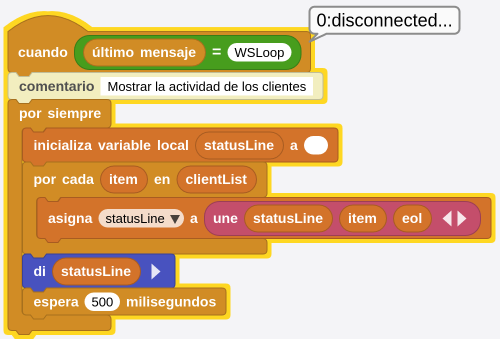 0:disconnected...
cuando último mensaje = WSLoop
comentario Mostrar la actividad de los clientes
por siempre
inicializa variable local statusLine a
por cada item en clientList
asigna statusLine a une statusLine item eol
di statusLine
espera 500 milisegundos